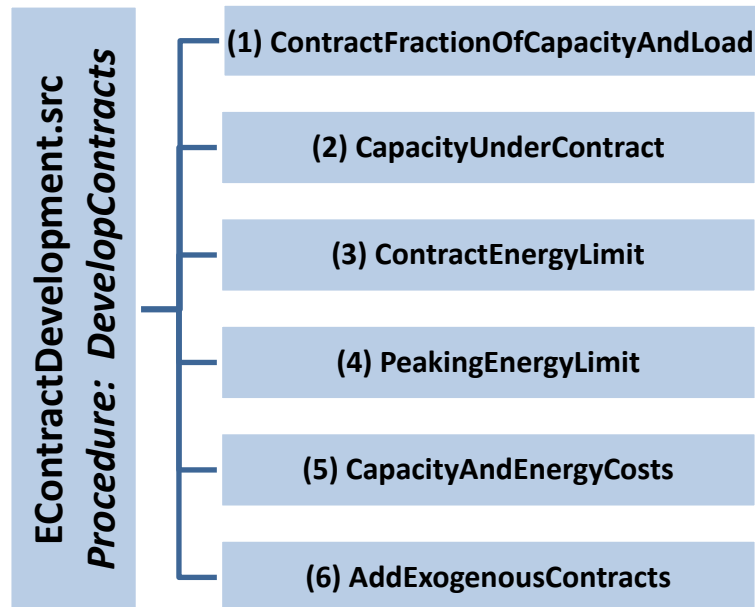 EContractDevelopment.src
Procedure: DevelopContracts
(1) ContractFractionOfCapacityAndLoad
(2) CapacityUnderContract
(3) ContractEnergyLimit
(4) PeakingEnergyLimit
(5) CapacityAndEnergyCosts
(6) AddExogenousContracts